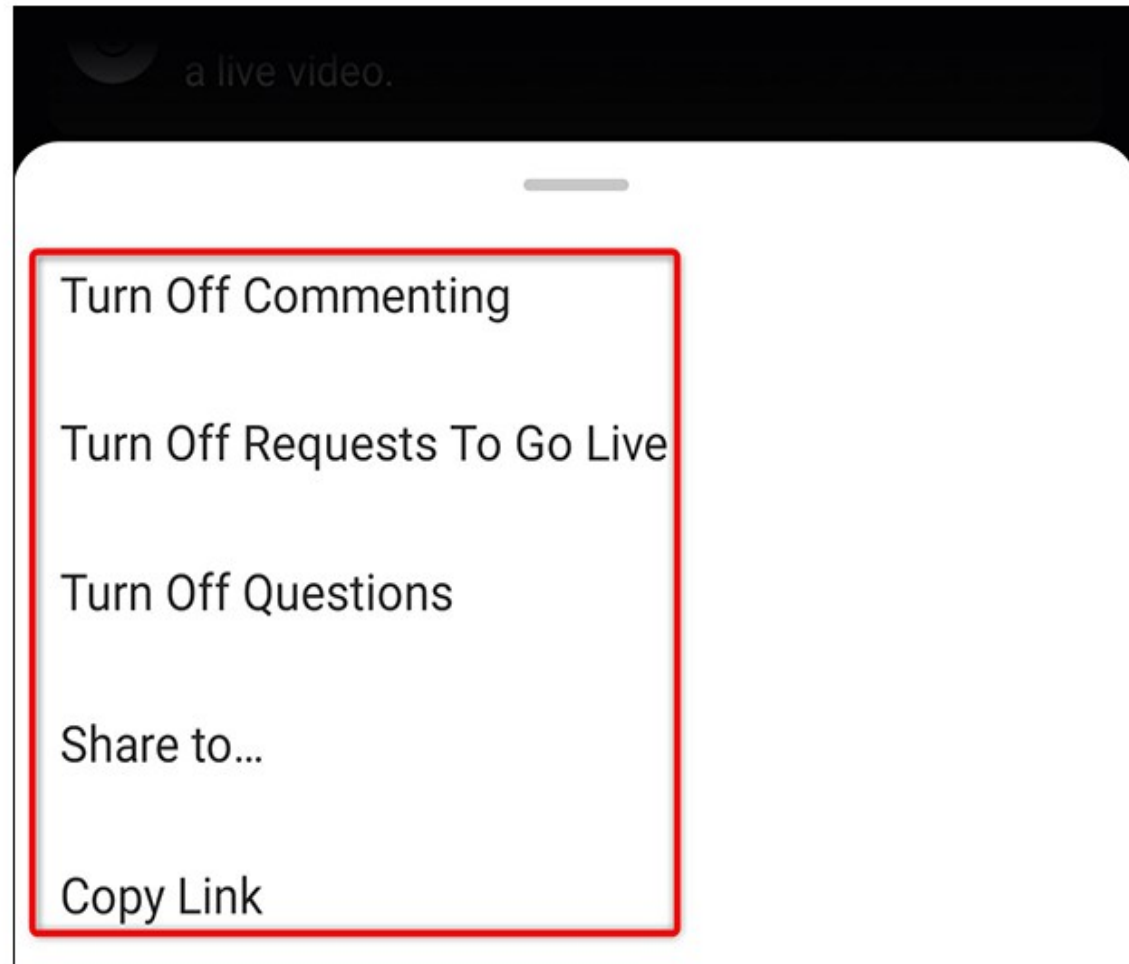 a live video.
Turn Off Commenting
Turn Off Requests To Go Live
Turn Off Questions
Share to...
Copy Link